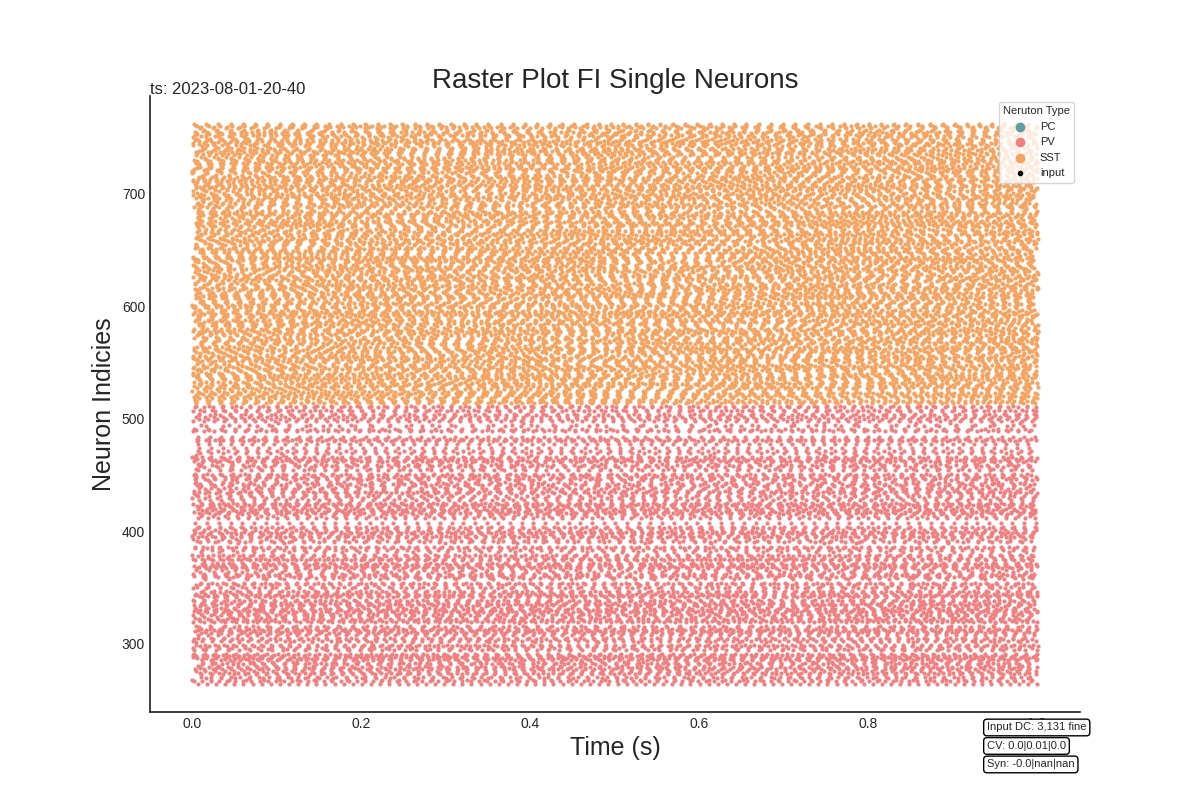 Raster Plot FI Single Neurons
ts: 2023-08-01-20-40
Neruton Type
PC
PV
SST
input
Neuron Indicies
700
600
500
400
300
0.0 0.2 0.4 0.6 0.8
Time (s)
Input DC: 3,131 fine
CV: 0.0|0.01|0.0
Syn: -0.0|nan|nan